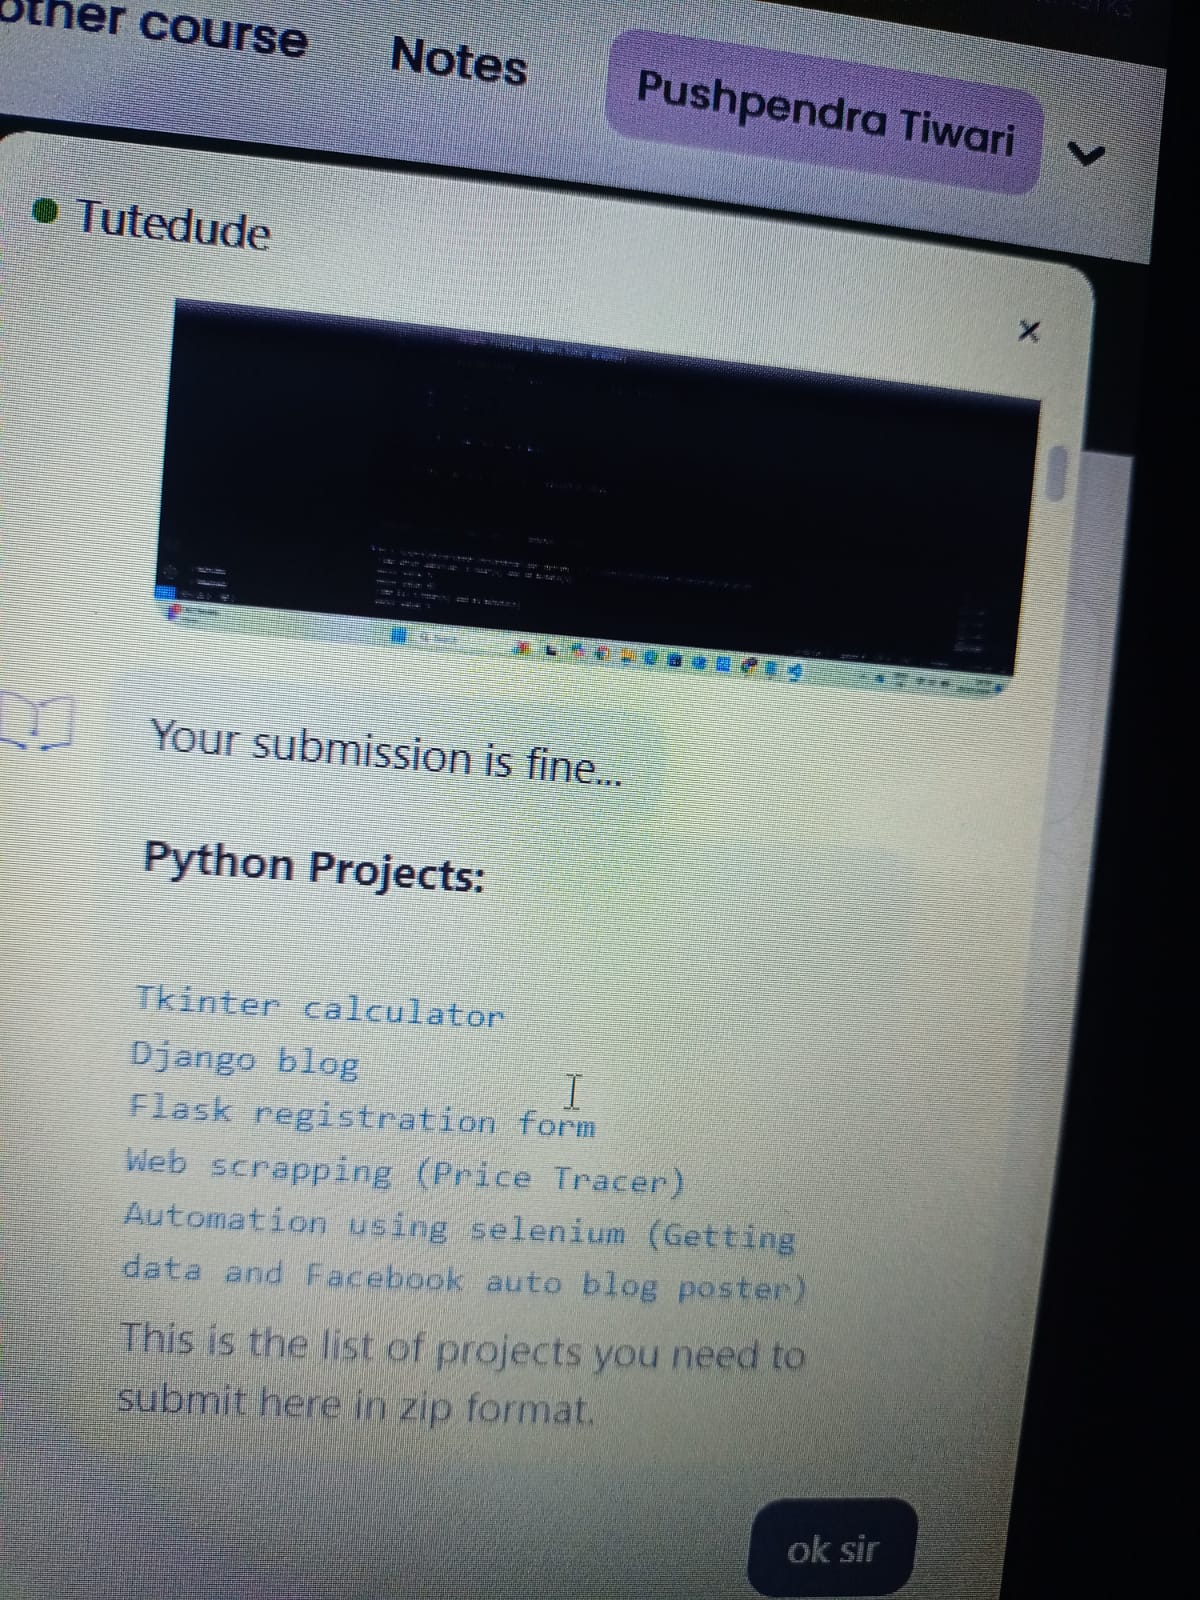 other course
Notes
Pushpendra Tiwari
Tutedude
Your submission is fine...
Python Projects:
Tkinter calculator
Django blog
Flask registration form
Web scrapping (Price Tracer)
Automation using selenium (Getting
data and Facebook auto blog poster)
This is the list of projects you need to
submit here in zip format.
ok sir